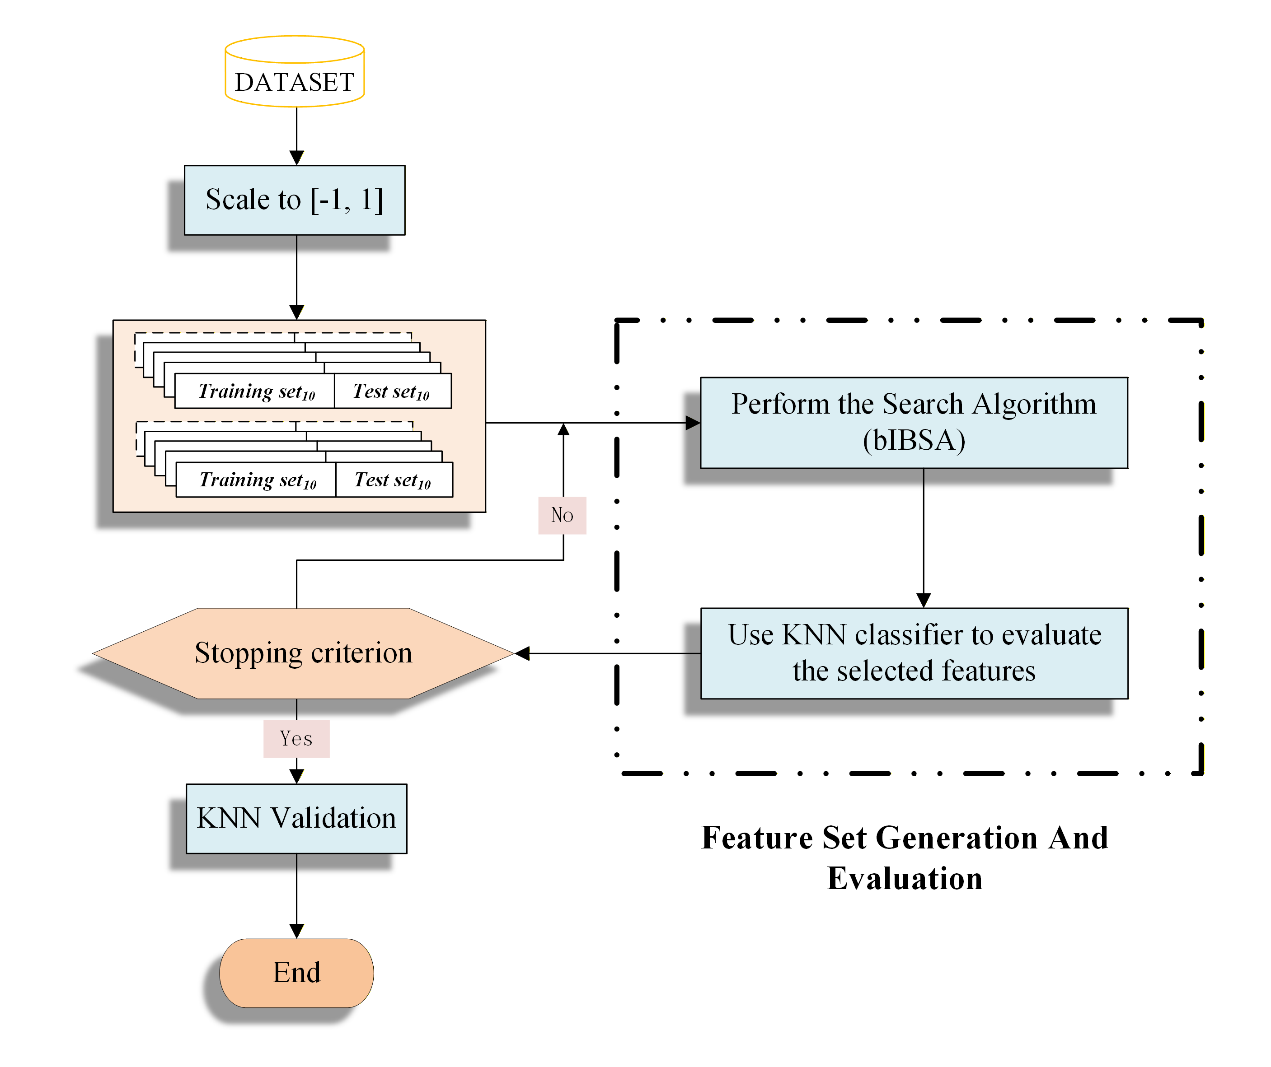 DATASET
Scale to [-1, 1]
Training set10 Test set10
Training set10 Test set10
Perform the Search Algorithm
(bIBSA)
No
Use KNN classifier to evaluate
the selected features
Stopping criterion
Yes
KNN Validation
Feature Set Generation And
Evaluation
End